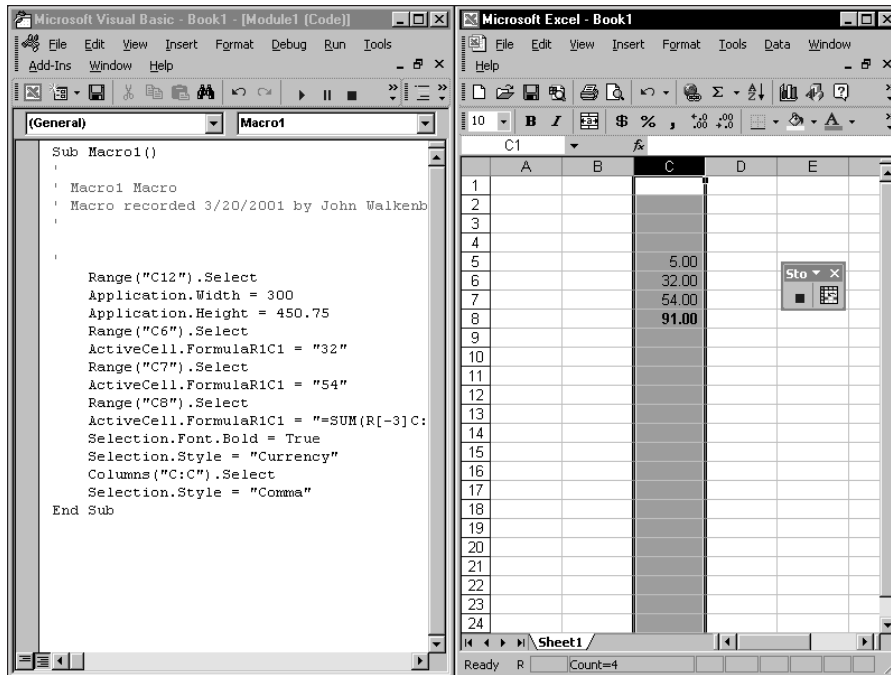 Microsoft Visual Basic - Book1 - [Module1 (Code)]
File Edit View Insert Format Debug Run Tools
Add-Ins Window Help
(General) Macro1
Sub Macro1()
'
' Macro1 Macro
' Macro recorded 3/20/2001 by John Walkenb
'
'
Range("C12").Select
Application.Width = 300
Application.Height = 450.75
Range("C6").Select
ActiveCell.FormulaR1C1 = "32"
Range("C7").Select
ActiveCell.FormulaR1C1 = "54"
Range("C8").Select
ActiveCell.FormulaR1C1 = "=SUM(R[-3]C:
Selection.Font.Bold = True
Selection.Style = "Currency"
Columns("C:C").Select
Selection.Style = "Comma"
End Sub
Microsoft Excel - Book1
File Edit View Insert Format Tools Data Window
Help
10 B I $ % , .00 .00 A
C1 fx
A B C D E
1
2
3
4
5 5.00
6 32.00
7 54.00
8 91.00
9
10
11
12
13
14
15
16
17
18
19
20
21
22
23
24
Sto
Sheet1
Ready R Count=4